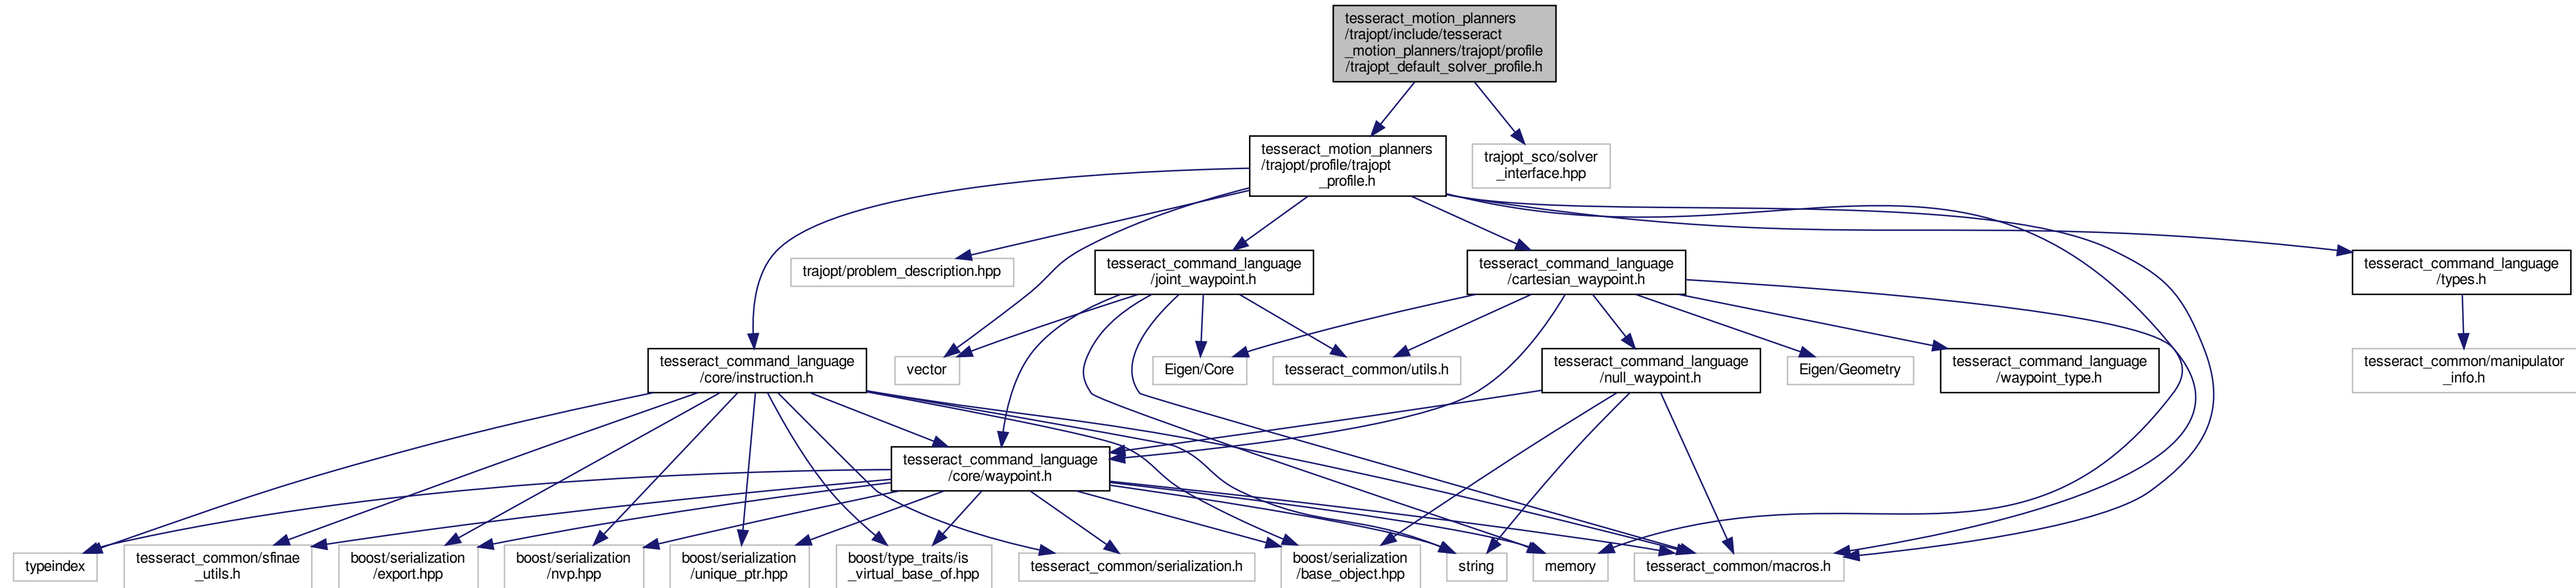 tesseract_motion_planners
/trajopt/include/tesseract
_motion_planners/trajopt/profile
/trajopt_default_solver_profile.h
tesseract_motion_planners
/trajopt/profile/trajopt
_profile.h
trajopt_sco/solver
_interface.hpp
trajopt/problem_description.hpp
tesseract_command_language
/joint_waypoint.h
tesseract_command_language
/cartesian_waypoint.h
tesseract_command_language
/types.h
tesseract_command_language
/core/instruction.h
vector
Eigen/Core
tesseract_common/utils.h
tesseract_command_language
/null_waypoint.h
Eigen/Geometry
tesseract_command_language
/waypoint_type.h
tesseract_common/manipulator
_info.h
tesseract_command_language
/core/waypoint.h
typeindex
tesseract_common/sfinae
_utils.h
boost/serialization
/export.hpp
boost/serialization
/nvp.hpp
boost/serialization
/unique_ptr.hpp
boost/type_traits/is
_virtual_base_of.hpp
tesseract_common/serialization.h
boost/serialization
/base_object.hpp
string
memory
tesseract_common/macros.h